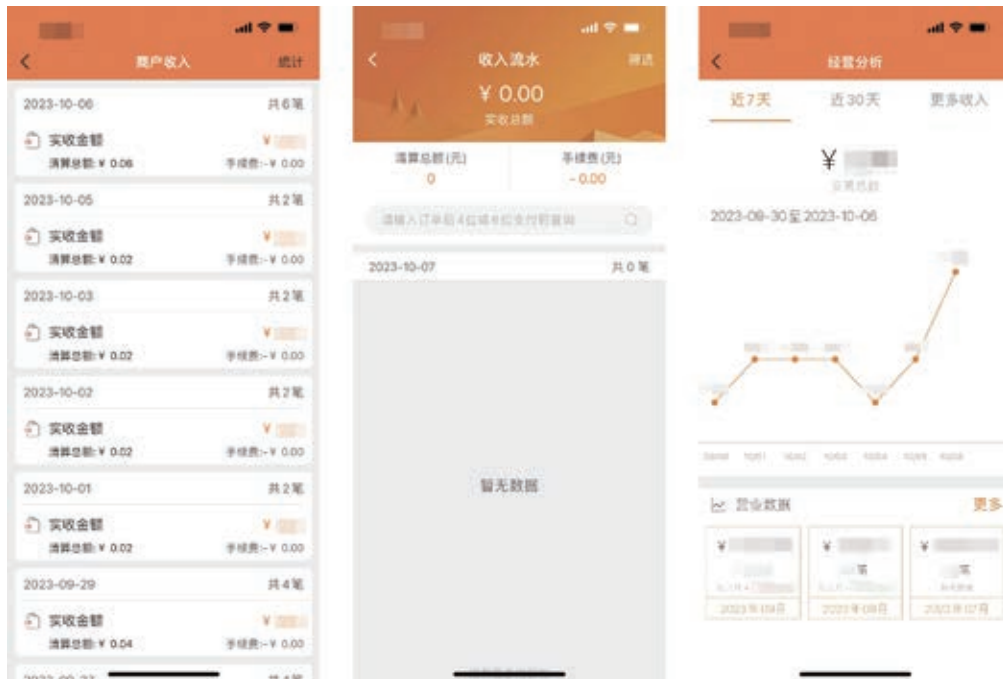 商户收入
统计
2023-10-06 共6笔
实收金额 ¥
清算总额:¥ 0.06 手续费:-¥ 0.00
2023-10-05 共2笔
实收金额 ¥
清算总额:¥ 0.02 手续费:-¥ 0.00
2023-10-03 共2笔
实收金额 ¥
清算总额:¥ 0.02 手续费:-¥ 0.00
2023-10-02 共2笔
实收金额 ¥
清算总额:¥ 0.02 手续费:-¥ 0.00
2023-10-01 共2笔
实收金额 ¥
清算总额:¥ 0.02 手续费:-¥ 0.00
2023-09-29 共4笔
实收金额 ¥
清算总额:¥ 0.04 手续费:-¥ 0.00
收入流水
筛选
¥ 0.00
实收总额
清算总额(元) 手续费(元)
0 - 0.00
2023-10-07 共0笔
暂无数据
经营分析
近7天 近30天 更多收入
¥
交易总额
2023-09-30至2023-10-06
营业数据 更多
¥ ¥ ¥
笔 笔
2023年09月 2023年08月 2023年07月